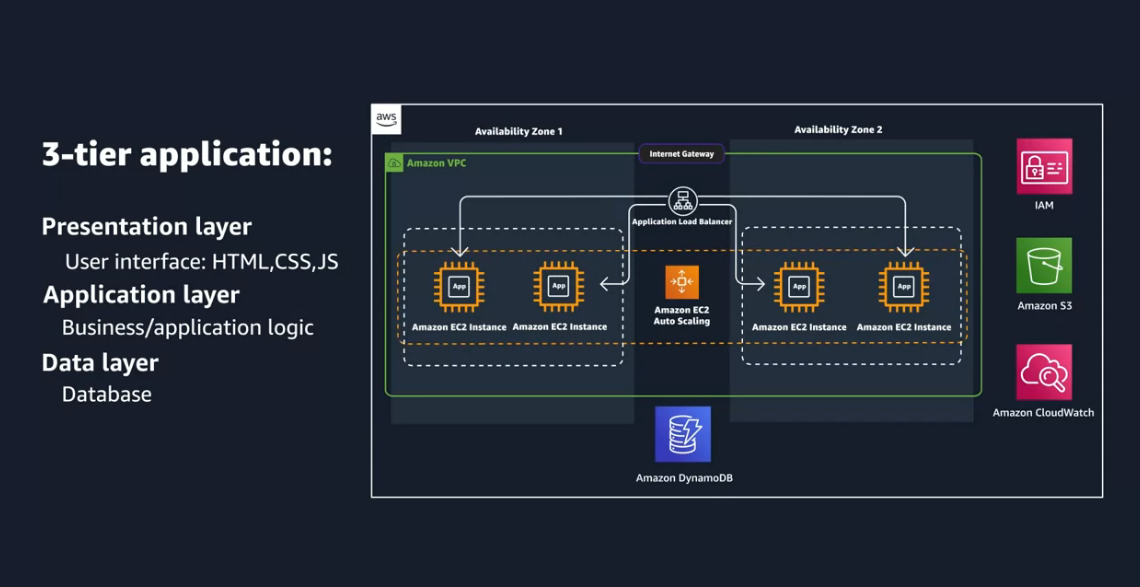 3-tier application:
Presentation layer
User interface: HTML,CSS,JS
Application layer
Business/application logic
Data layer
Database
aws
Availability Zone 1
Availability Zone 2
Internet Gateway
Amazon VPC
Application Load Balancer
App
App
App
App
Amazon EC2 Instance
Amazon EC2 Instance
Amazon EC2
Auto Scaling
Amazon EC2 Instance
Amazon EC2 Instance
Amazon DynamoDB
IAM
Amazon S3
Amazon CloudWatch